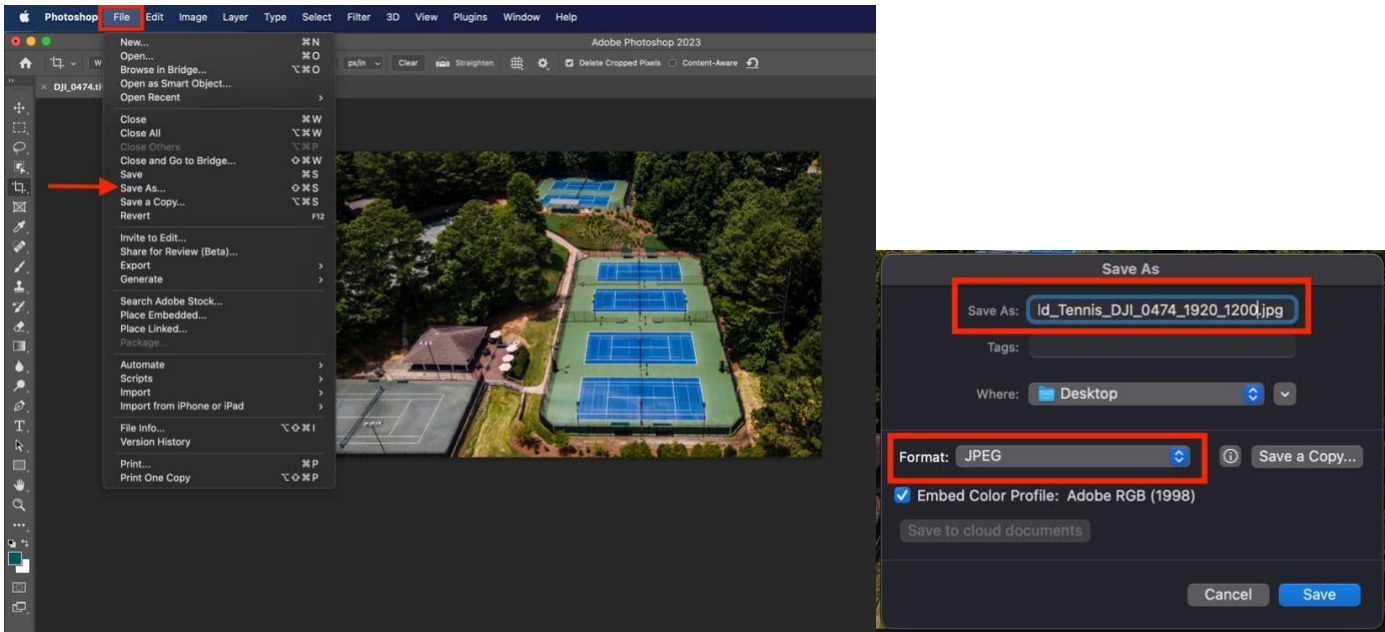 Photoshop File Edit Image Layer Type Select Filter 3D View Plugins Window Help
Adobe Photoshop 2023
W px/in Clear Straighten Delete Cropped Pixels Content-Aware
× DJI_0474.ti
New... ⌘N
Open... ⌘O
Browse in Bridge... ⌥⌘O
Open as Smart Object...
Open Recent >
Close ⌘W
Close All ⌥⌘W
Close Others ⌥⌘P
Close and Go to Bridge... ⇧⌘W
Save ⌘S
Save As... ⇧⌘S
Save a Copy... ⌥⌘S
Revert F12
Invite to Edit...
Share for Review (Beta)...
Export >
Generate >
Search Adobe Stock...
Place Embedded...
Place Linked...
Package...
Automate >
Scripts >
Import >
Import from iPhone or iPad >
File Info... ⌥⇧⌘I
Version History
Print... ⌘P
Print One Copy ⌥⇧⌘P
Save As
Save As: ld_Tennis_DJI_0474_1920_1200.jpg
Tags:
Where: Desktop
Format: JPEG Save a Copy...
Embed Color Profile: Adobe RGB (1998)
Save to cloud documents
Cancel Save